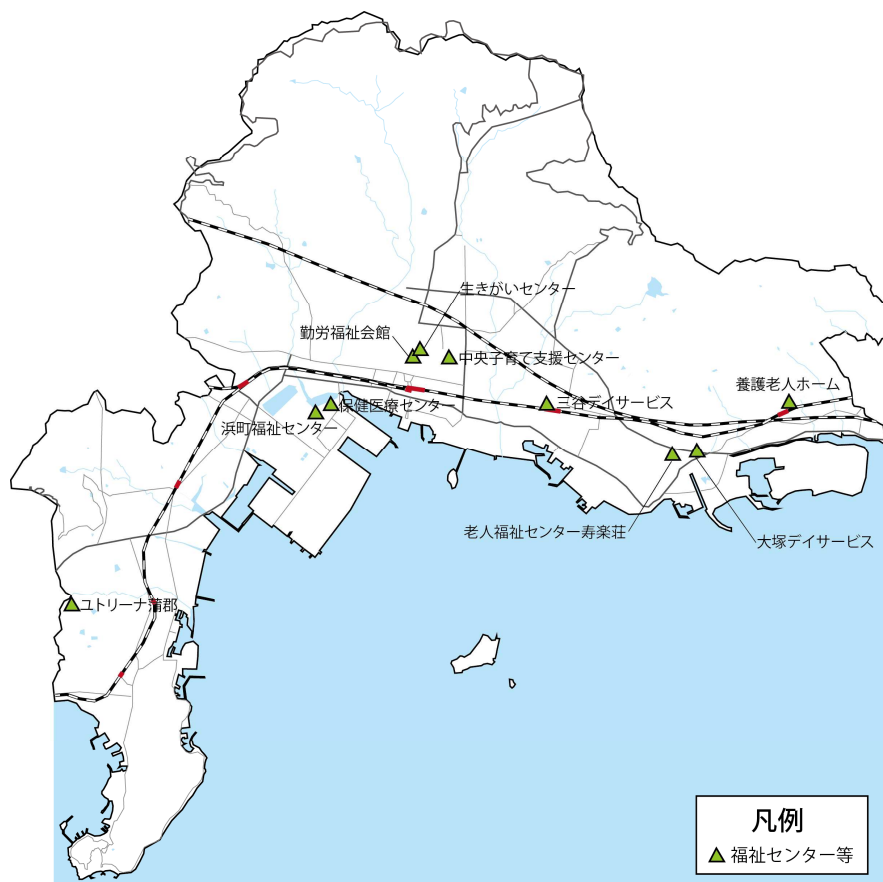 生きがいセンター
勤労福祉会館
中央子育て支援センター
養護老人ホーム
三谷デイサービス
保健医療センター
浜町福祉センター
老人福祉センター寿楽荘
大塚デイサービス
ユトリーナ蒲郡
凡例
福祉センター等